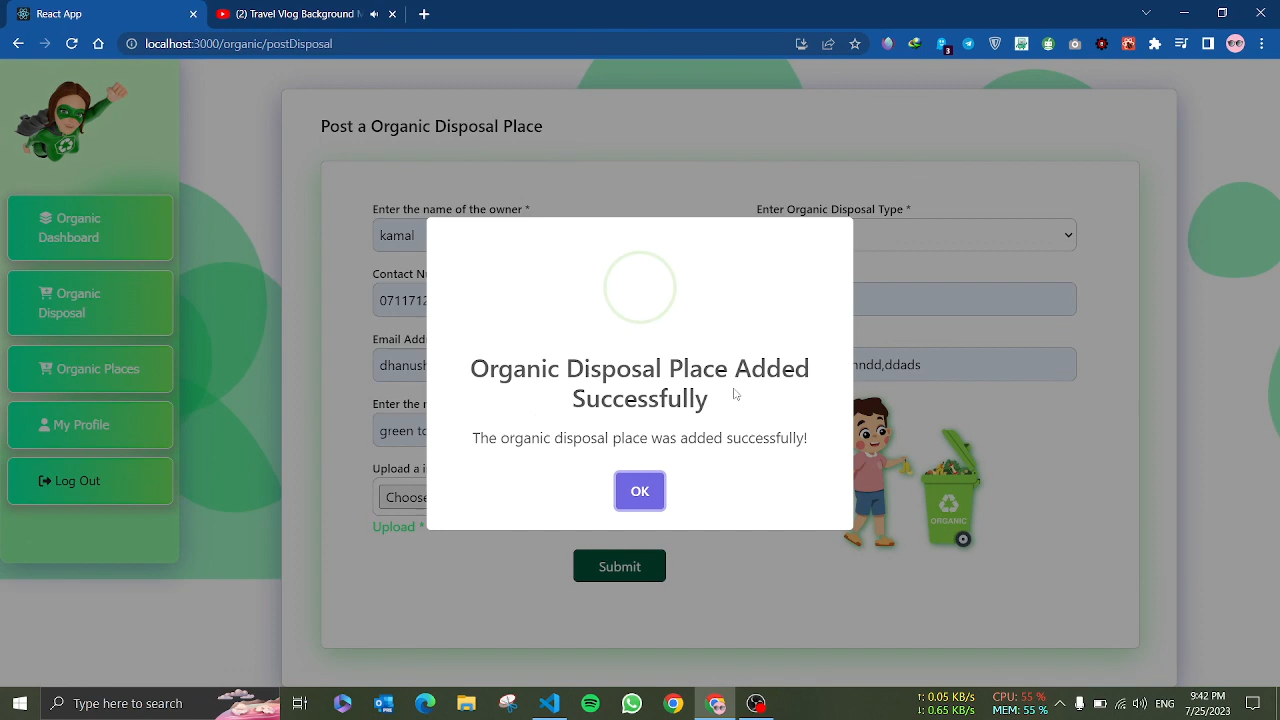 React App
(2) Travel Vlog Background
localhost:3000/organic/postDisposal
3
Organic
Dashboard
Organic
Disposal
Organic Places
My Profile
Log Out
Post a Organic Disposal Place
Enter the name of the owner *
kamal
Enter Organic Disposal Type *
Contact
0711712
Email
dhanush
nndd,ddads
Enter the
green
Upload a
Choose
Upload *
ORGANIC
Organic Disposal Place Added
Successfully
The organic disposal place was added successfully!
OK
Submit
Type here to search
0.05 KB/s
0.65 KB/s
CPU: 55 %
MEM: 55 %
ENG
9:42 PM
7/25/2023